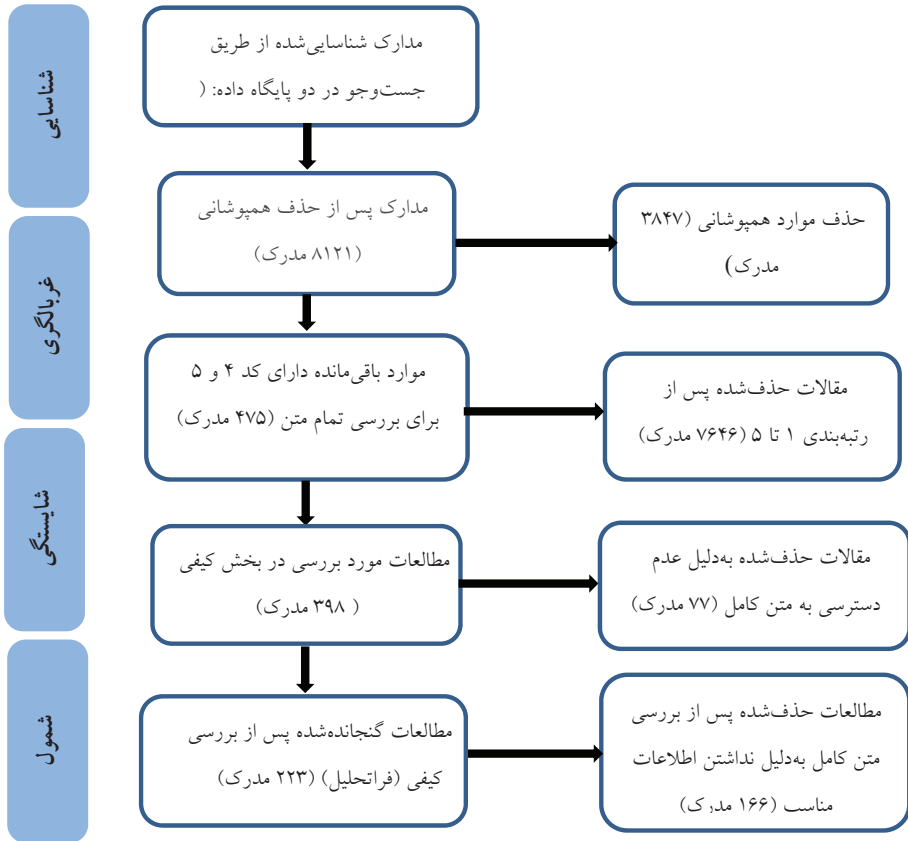 شناسایی
مدارک شناسایی‌شده از طریق
جست‌وجو در دو پایگاه داده: (
مدارک پس از حذف همپوشانی
(۸۱۲۱ مدرک)
حذف موارد همپوشانی (۳۸۴۷
مدرک)
غربالگری
موارد باقی‌مانده دارای کد ۴ و ۵
برای بررسی تمام متن (۴۷۵ مدرک)
مقالات حذف‌شده پس از
رتبه‌بندی ۱ تا ۵ (۷۶۴۶ مدرک)
شایستگی
مطالعات مورد بررسی در بخش کیفی
( ۳۹۸ مدرک)
مقالات حذف‌شده به‌دلیل عدم
دسترسی به متن کامل (۷۷ مدرک)
شمول
مطالعات گنجانده‌شده پس از بررسی
کیفی (فراتحلیل) (۲۲۳ مدرک)
مطالعات حذف‌شده پس از بررسی
متن کامل به‌دلیل نداشتن اطلاعات
مناسب (۱۶۶ مدرک)